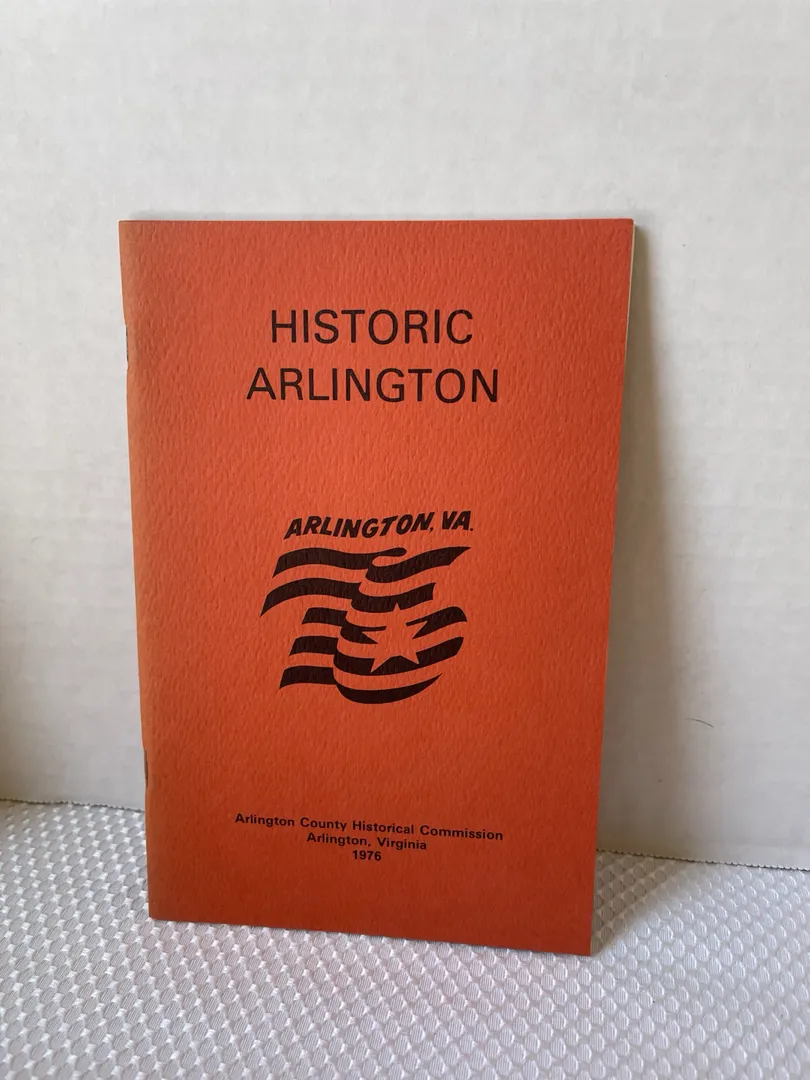 HISTORIC
ARLINGTON
ARLINGTON, VA.
Arlington County Historical Commission
Arlington, Virginia
1976